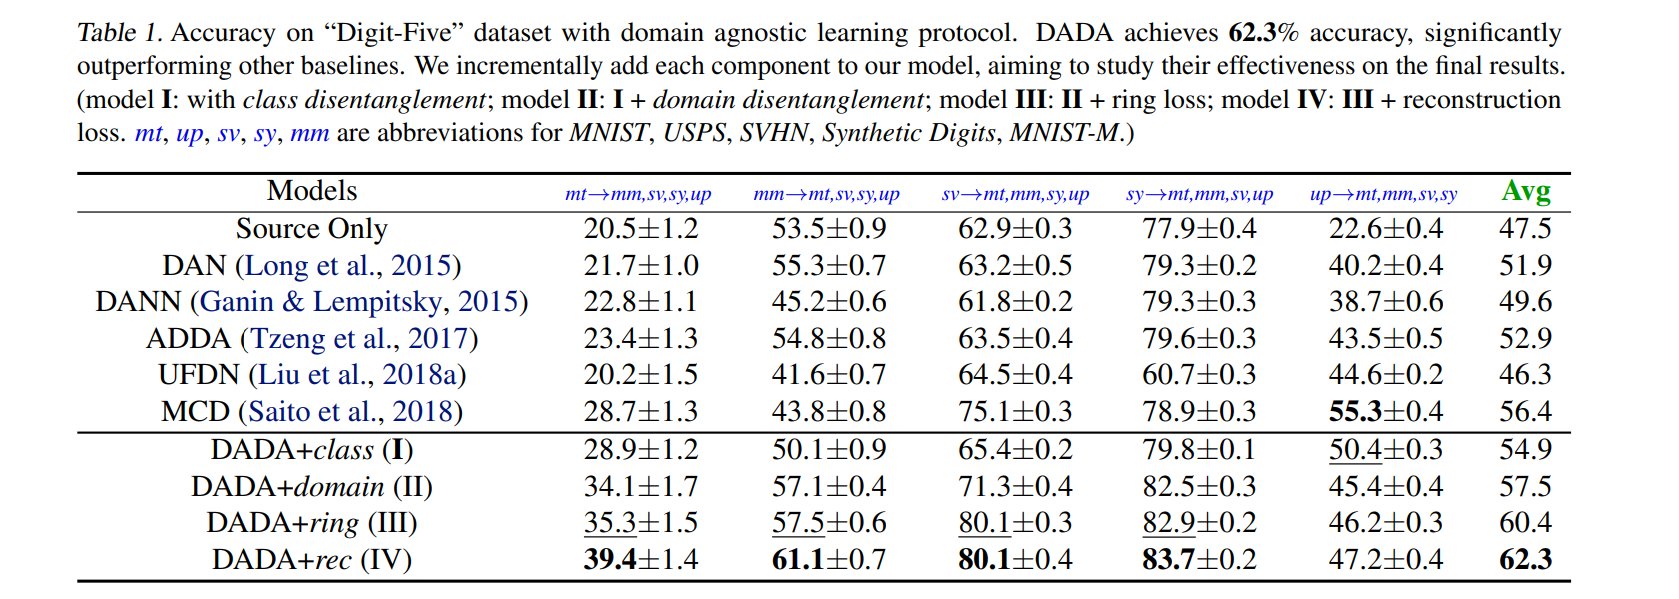 Table 1. Accuracy on “Digit-Five” dataset with domain agnostic learning protocol. DADA achieves 62.3% accuracy, significantly
outperforming other baselines. We incrementally add each component to our model, aiming to study their effectiveness on the final results.
(model I: with class disentanglement; model II: I + domain disentanglement; model III: II + ring loss; model IV: III + reconstruction
loss. mt, up, sv, sy, mm are abbreviations for MNIST, USPS, SVHN, Synthetic Digits, MNIST-M.)
Models mt→mm,sv,sy,up mm→mt,sv,sy,up sv→mt,mm,sy,up sy→mt,mm,sv,up up→mt,mm,sv,sy Avg
Source Only 20.5±1.2 53.5±0.9 62.9±0.3 77.9±0.4 22.6±0.4 47.5
DAN (Long et al., 2015) 21.7±1.0 55.3±0.7 63.2±0.5 79.3±0.2 40.2±0.4 51.9
DANN (Ganin & Lempitsky, 2015) 22.8±1.1 45.2±0.6 61.8±0.2 79.3±0.3 38.7±0.6 49.6
ADDA (Tzeng et al., 2017) 23.4±1.3 54.8±0.8 63.5±0.4 79.6±0.3 43.5±0.5 52.9
UFDN (Liu et al., 2018a) 20.2±1.5 41.6±0.7 64.5±0.4 60.7±0.3 44.6±0.2 46.3
MCD (Saito et al., 2018) 28.7±1.3 43.8±0.8 75.1±0.3 78.9±0.3 55.3±0.4 56.4
DADA+class (I) 28.9±1.2 50.1±0.9 65.4±0.2 79.8±0.1 50.4±0.3 54.9
DADA+domain (II) 34.1±1.7 57.1±0.4 71.3±0.4 82.5±0.3 45.4±0.4 57.5
DADA+ring (III) 35.3±1.5 57.5±0.6 80.1±0.3 82.9±0.2 46.2±0.3 60.4
DADA+rec (IV) 39.4±1.4 61.1±0.7 80.1±0.4 83.7±0.2 47.2±0.4 62.3